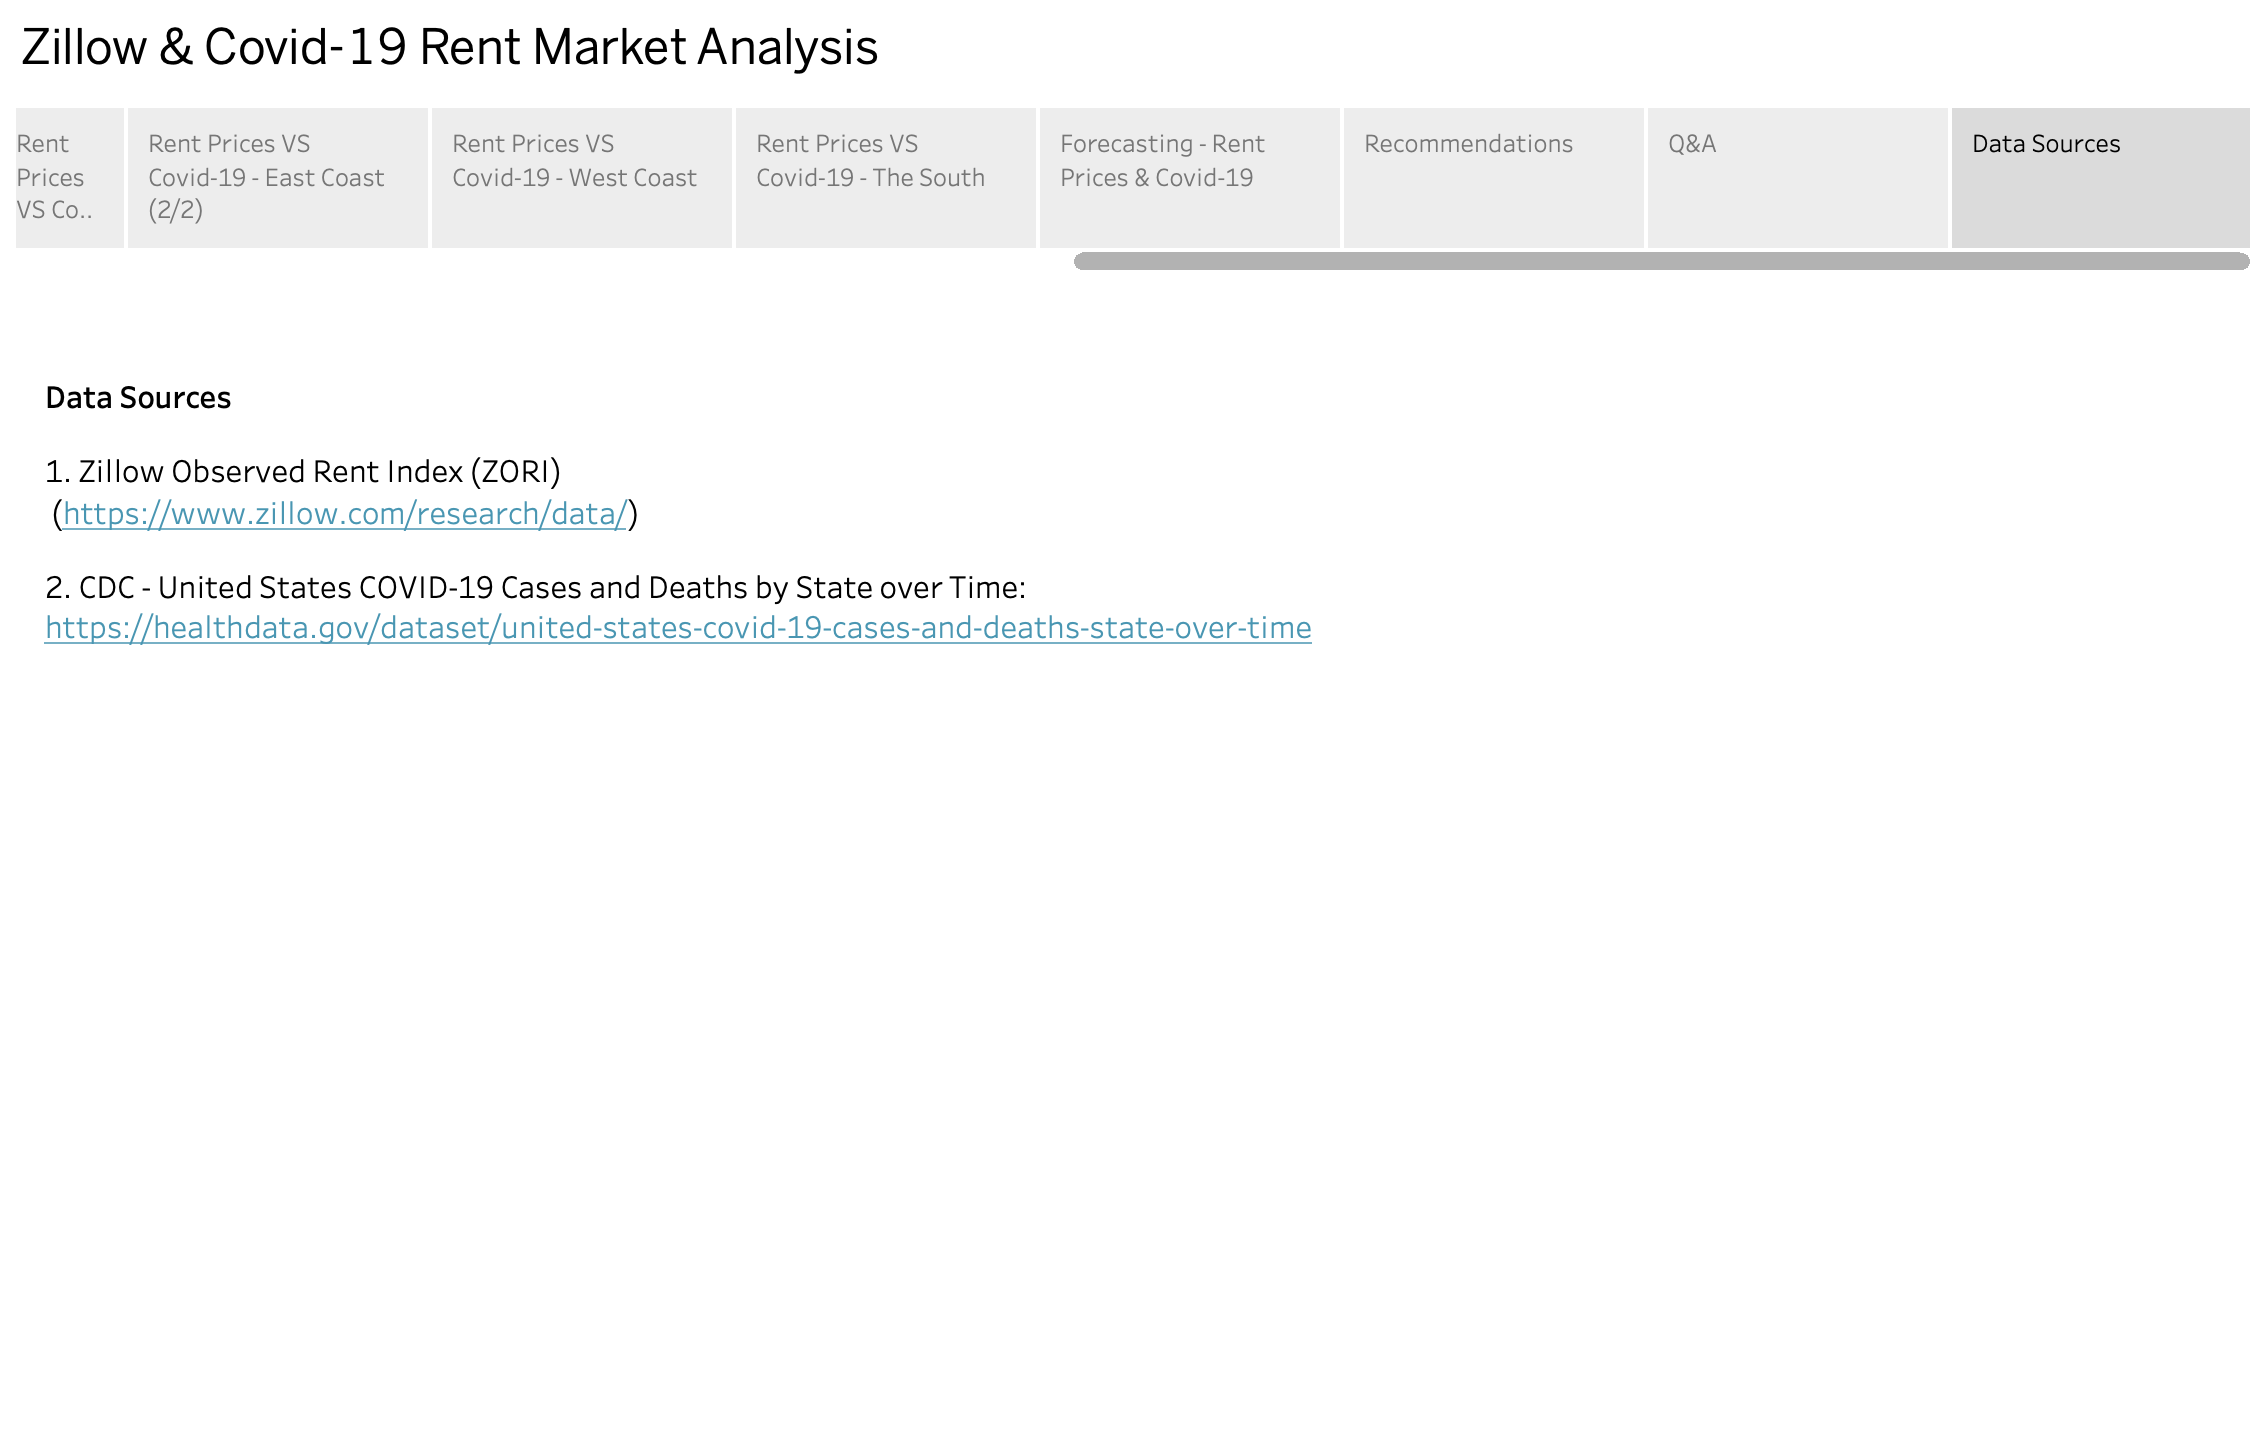 Zillow & Covid-19 Rent Market Analysis
Rent
Prices
VS Co..
Rent Prices VS
Covid-19 - East Coast
(2/2)
Rent Prices VS
Covid-19 - West Coast
Rent Prices VS
Covid-19 - The South
Forecasting - Rent
Prices & Covid-19
Recommendations
Q&A
Data Sources
Data Sources
1. Zillow Observed Rent Index (ZORI)
(https://www.zillow.com/research/data/)
2. CDC - United States COVID-19 Cases and Deaths by State over Time:
https://healthdata.gov/dataset/united-states-covid-19-cases-and-deaths-state-over-time